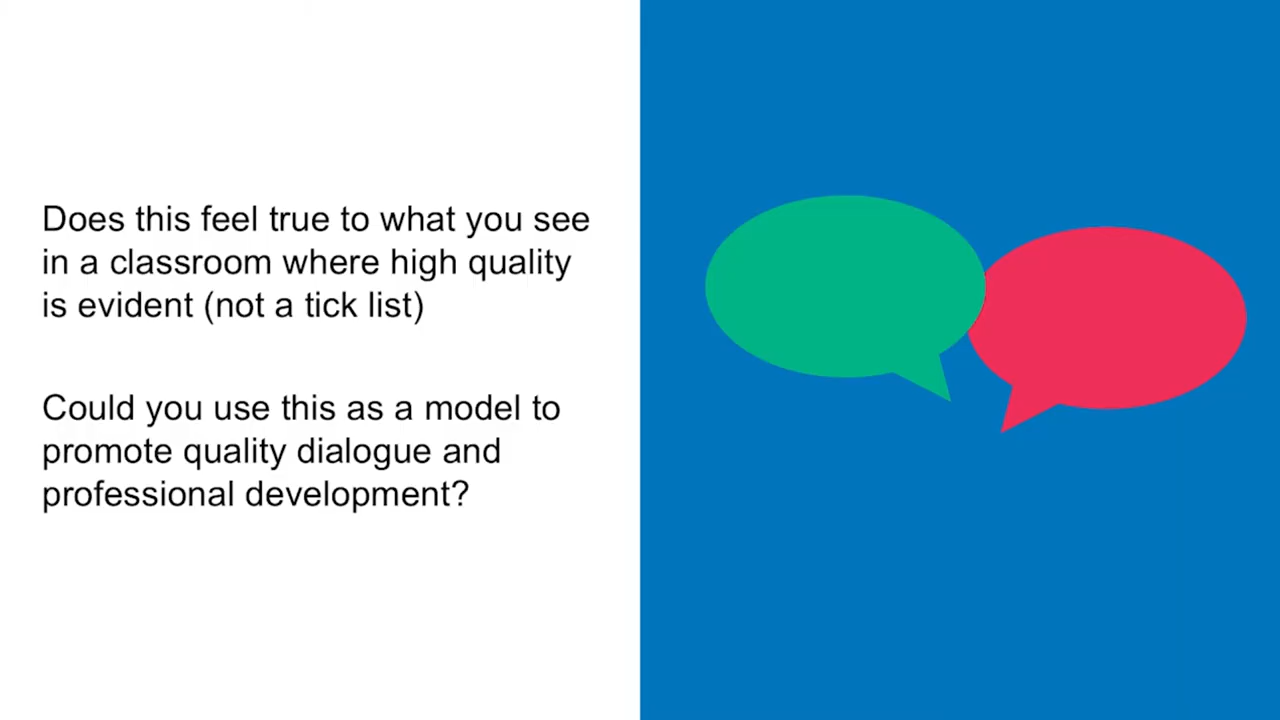 Does this feel true to what you see
in a classroom where high quality
is evident (not a tick list)
Could you use this as a model to
promote quality dialogue and
professional development?